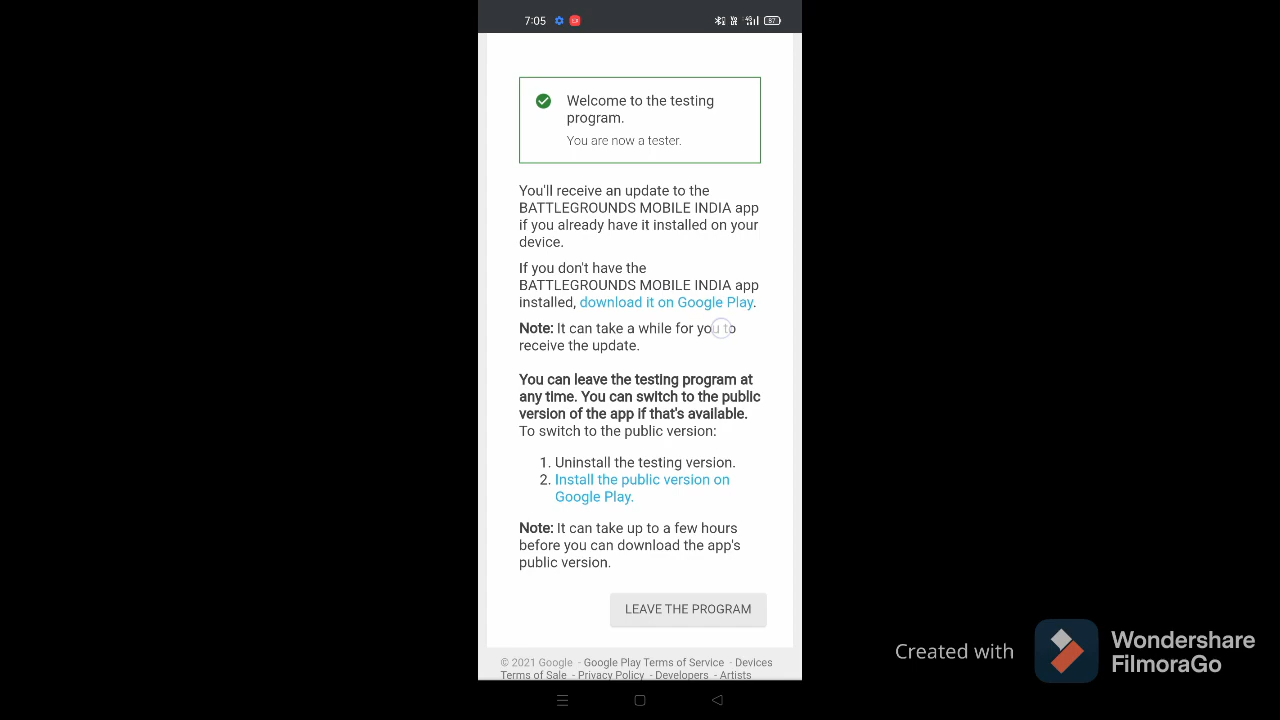 7:05
87
Welcome to the testing
program.
You are now a tester.
You'll receive an update to the
BATTLEGROUNDS MOBILE INDIA app
if you already have it installed on your
device.
If you don't have the
BATTLEGROUNDS MOBILE INDIA app
installed, download it on Google Play.
Note: It can take a while for you to
receive the update.
You can leave the testing program at
any time. You can switch to the public
version of the app if that's available.
To switch to the public version:
1. Uninstall the testing version.
2. Install the public version on
Google Play.
Note: It can take up to a few hours
before you can download the app's
public version.
LEAVE THE PROGRAM
© 2021 Google - Google Play Terms of Service - Devices
Terms of Sale - Privacy Policy - Developers - Artists
Created with
Wondershare
FilmoraGo